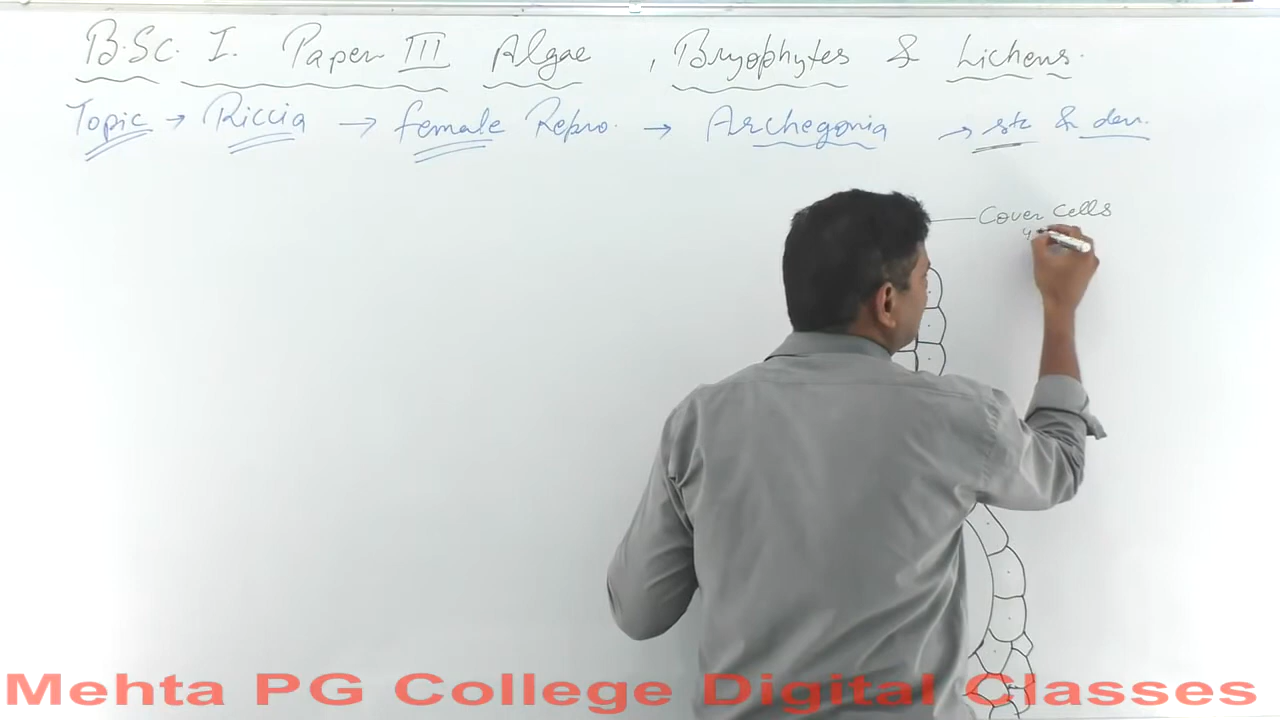 B.Sc. I. Paper III Algae, Bryophytes & Lichens.
Topic → Riccia → female Repro. → Archegonia → str & dev.
Cover Cells
4
Mehta PG College Digital Classes